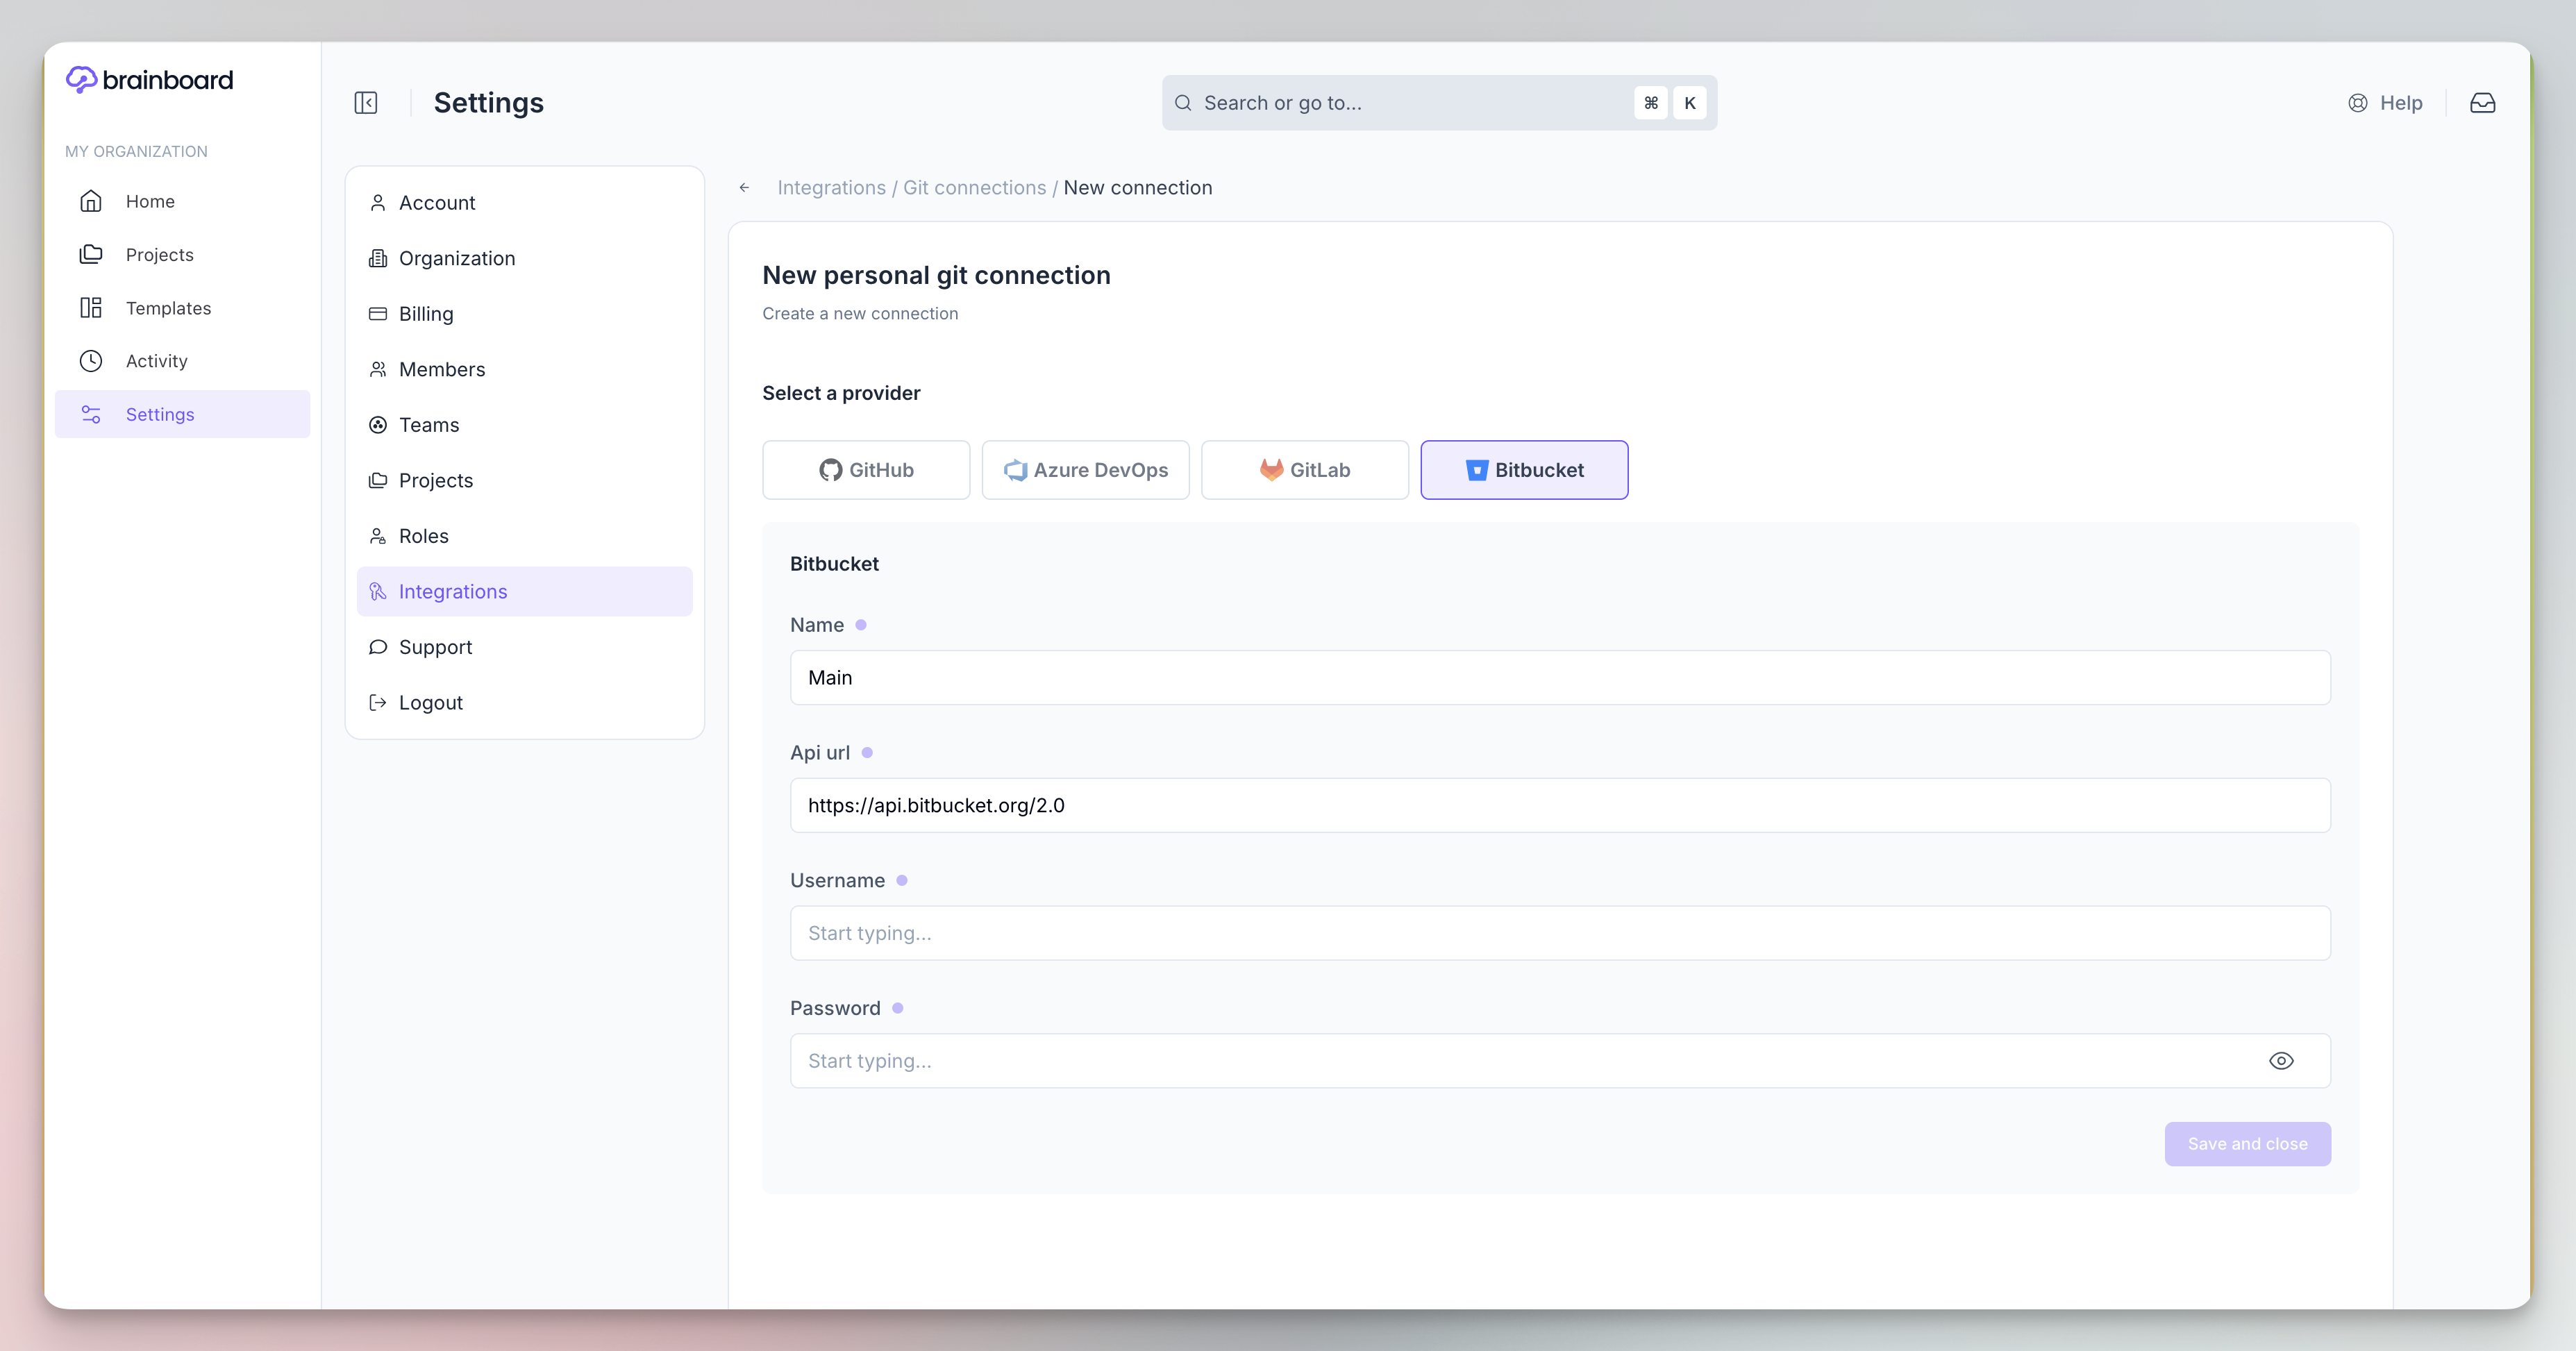 brainboard
MY ORGANIZATION
Home
Projects
Templates
Activity
Settings
Settings
Search or go to...
⌘ K
Help
Account
Organization
Billing
Members
Teams
Projects
Roles
Integrations
Support
Logout
Integrations / Git connections / New connection
New personal git connection
Create a new connection
Select a provider
GitHub
Azure DevOps
GitLab
Bitbucket
Bitbucket
Name
Main
Api url
https://api.bitbucket.org/2.0
Username
Start typing...
Password
Start typing...
Save and close